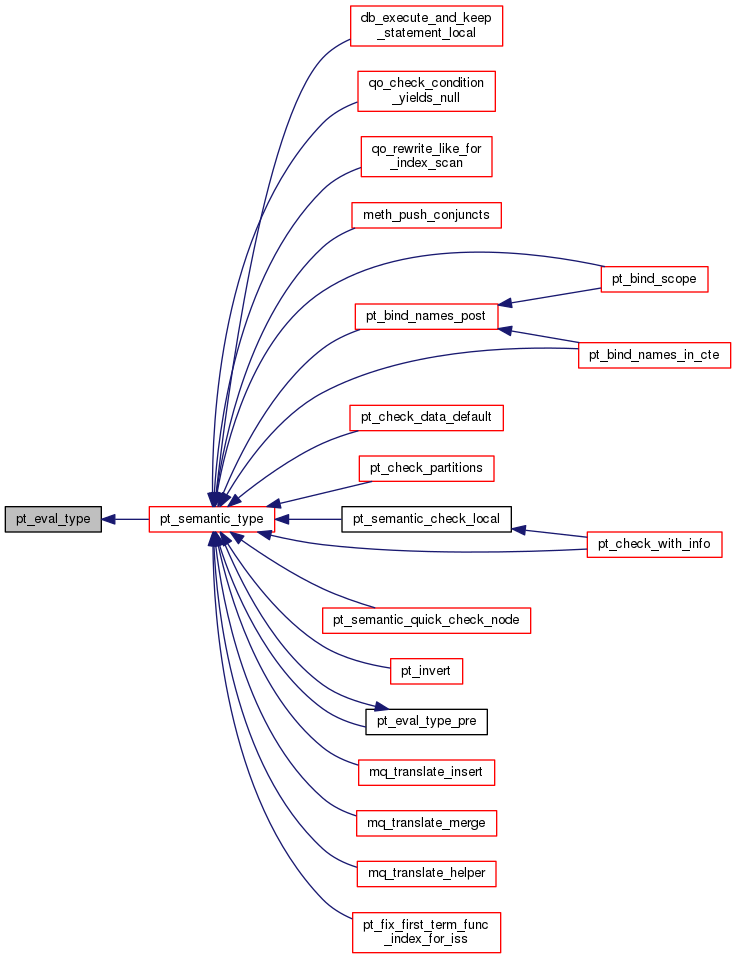 db_execute_and_keep
_statement_local
qo_check_condition
_yields_null
qo_rewrite_like_for
_index_scan
meth_push_conjuncts
pt_bind_scope
pt_bind_names_post
pt_bind_names_in_cte
pt_check_data_default
pt_check_partitions
pt_eval_type
pt_semantic_type
pt_semantic_check_local
pt_check_with_info
pt_semantic_quick_check_node
pt_invert
pt_eval_type_pre
mq_translate_insert
mq_translate_merge
mq_translate_helper
pt_fix_first_term_func
_index_for_iss